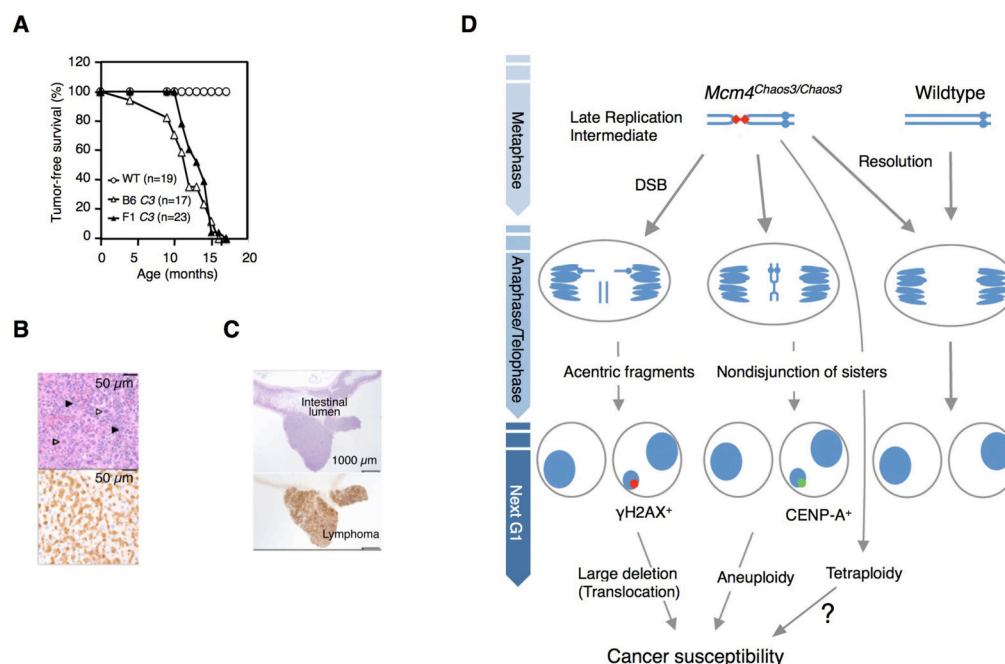 A
Tumor-free survival (%)
120
100
80
60
40
20
0
WT (n=19)
B6 C3 (n=17)
F1 C3 (n=23)
0 5 10 15 20
Age (months)
B
50 μm
50 μm
C
Intestinal
lumen
1000 μm
Lymphoma
D
Metaphase
Anaphase/Telophase
Next G1
Mcm4Chaos3/Chaos3
Wildtype
Late Replication
Intermediate
DSB
Resolution
Acentric fragments
Nondisjunction of sisters
γH2AX+
CENP-A+
Large deletion
(Translocation)
Aneuploidy
Tetraploidy
?
Cancer susceptibility